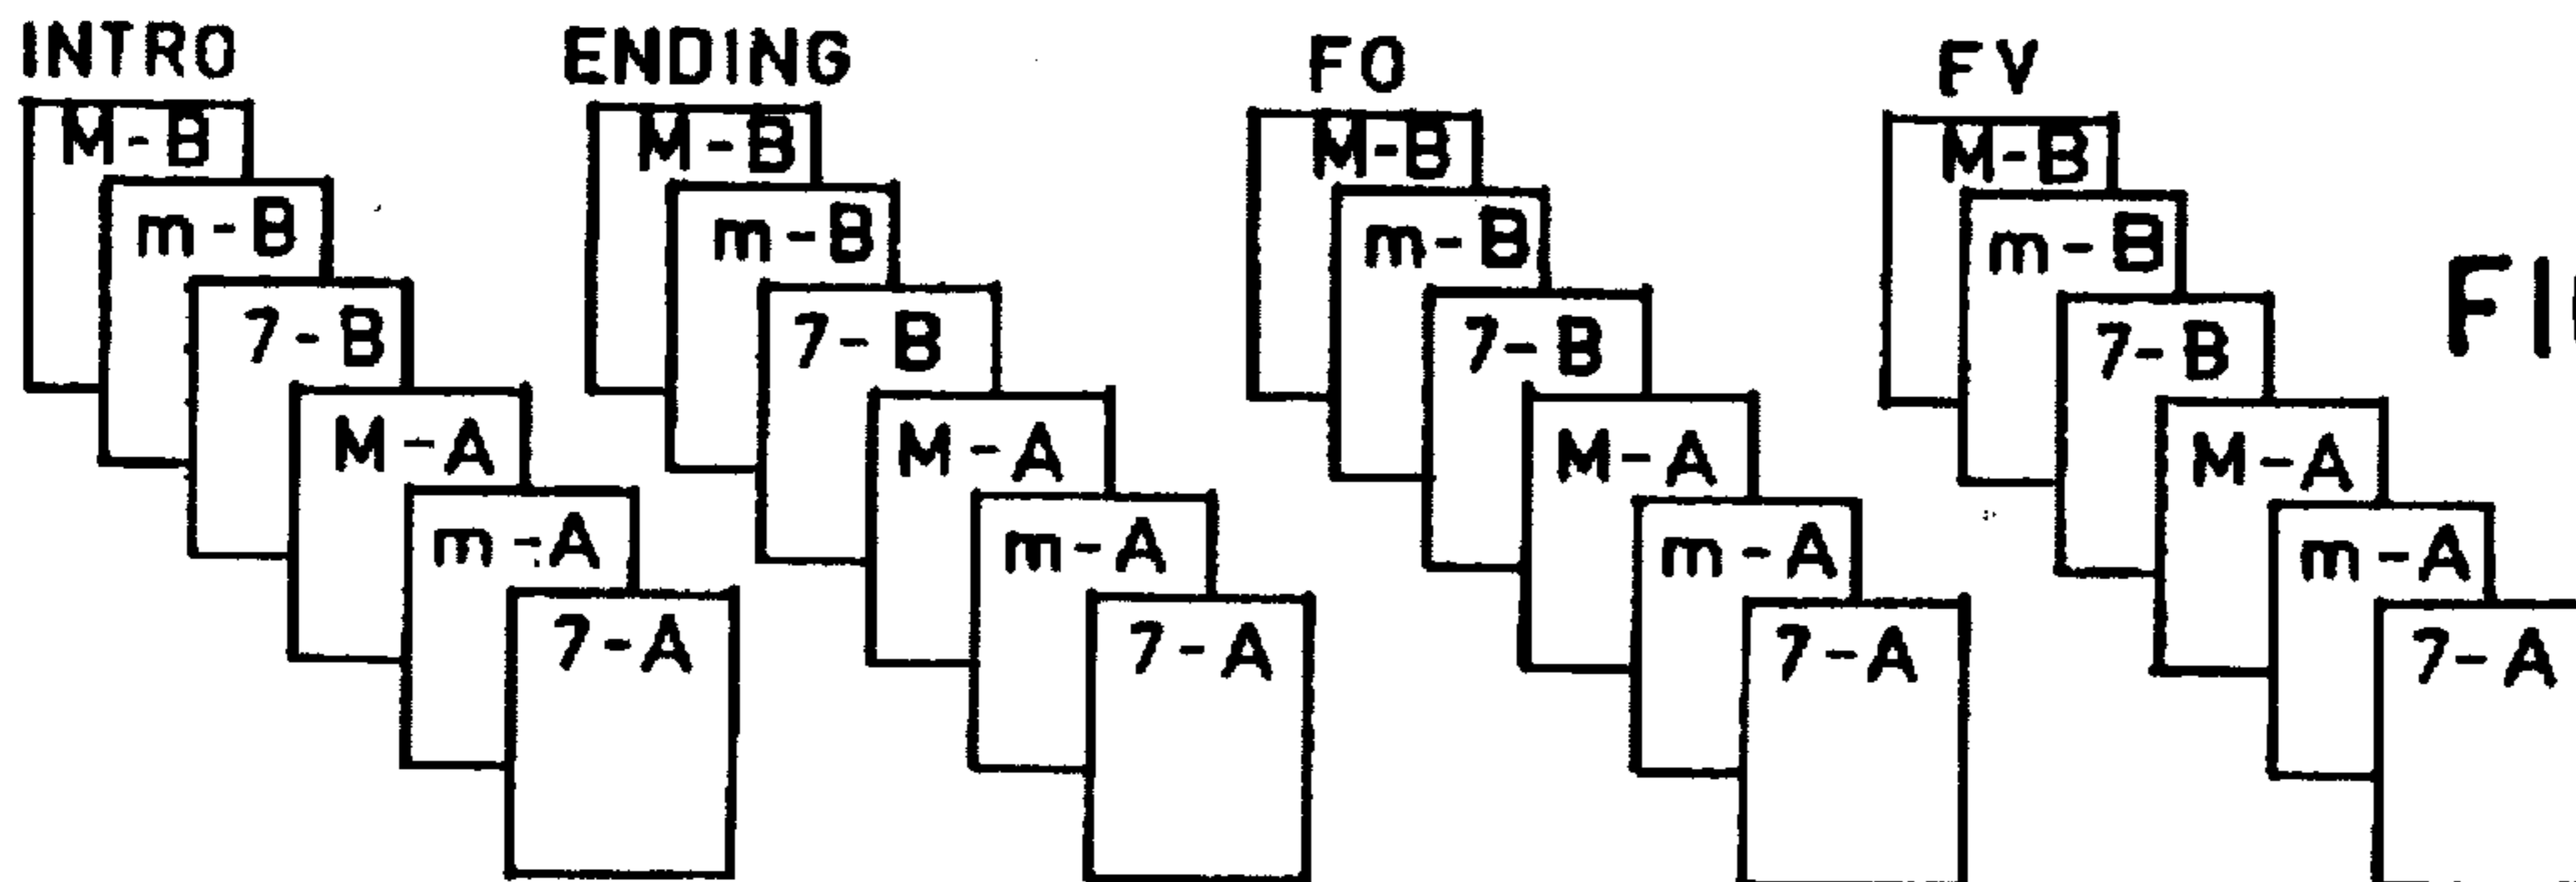 INTRO ENDING FO FV
M-B M-B M-B M-B
m-B m-B m-B m-B
7-B 7-B 7-B 7-B
M-A M-A M-A M-A
m-A m-A m-A m-A
7-A 7-A 7-A 7-A